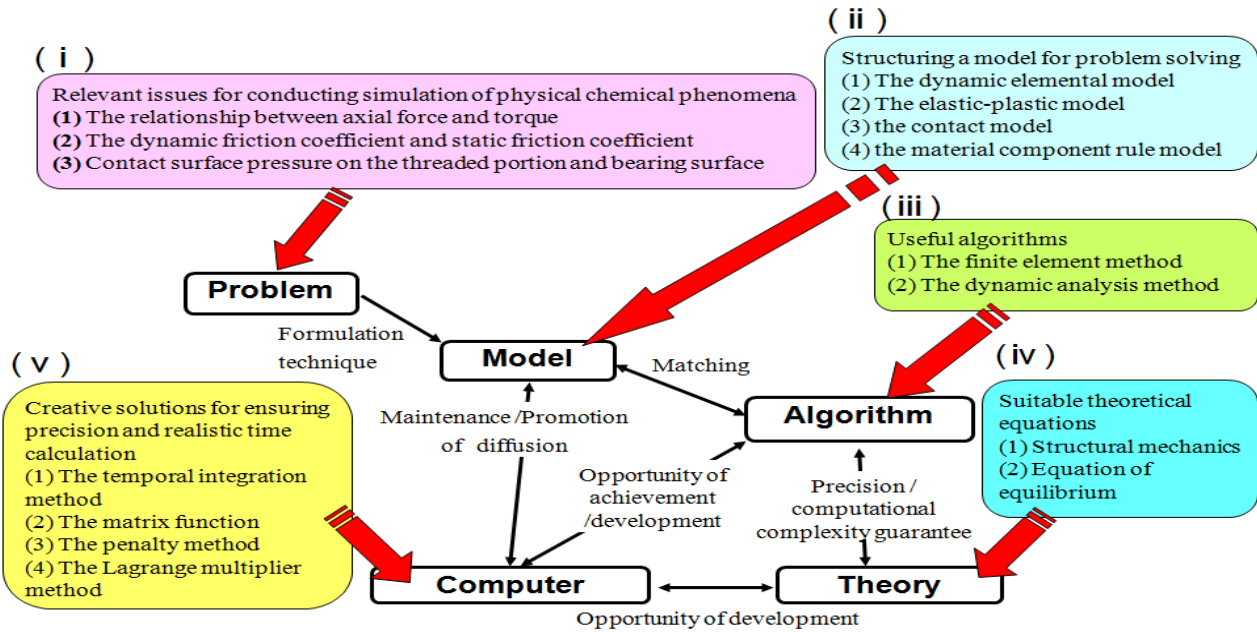 ( i )
Relevant issues for conducting simulation of physical chemical phenomena
(1) The relationship between axial force and torque
(2) The dynamic friction coefficient and static friction coefficient
(3) Contact surface pressure on the threaded portion and bearing surface
( ii )
Structuring a model for problem solving
(1) The dynamic elemental model
(2) The elastic-plastic model
(3) the contact model
(4) the material component rule model
( iii )
Useful algorithms
(1) The finite element method
(2) The dynamic analysis method
Problem
Formulation
technique
Model
Matching
Algorithm
( iv )
Suitable theoretical
equations
(1) Structural mechanics
(2) Equation of
equilibrium
( v )
Creative solutions for ensuring
precision and realistic time
calculation
(1) The temporal integration
method
(2) The matrix function
(3) The penalty method
(4) The Lagrange multiplier
method
Maintenance /Promotion
of diffusion
Opportunity of
achievement
/development
Precision /
computational
complexity guarantee
Computer
Theory
Opportunity of development